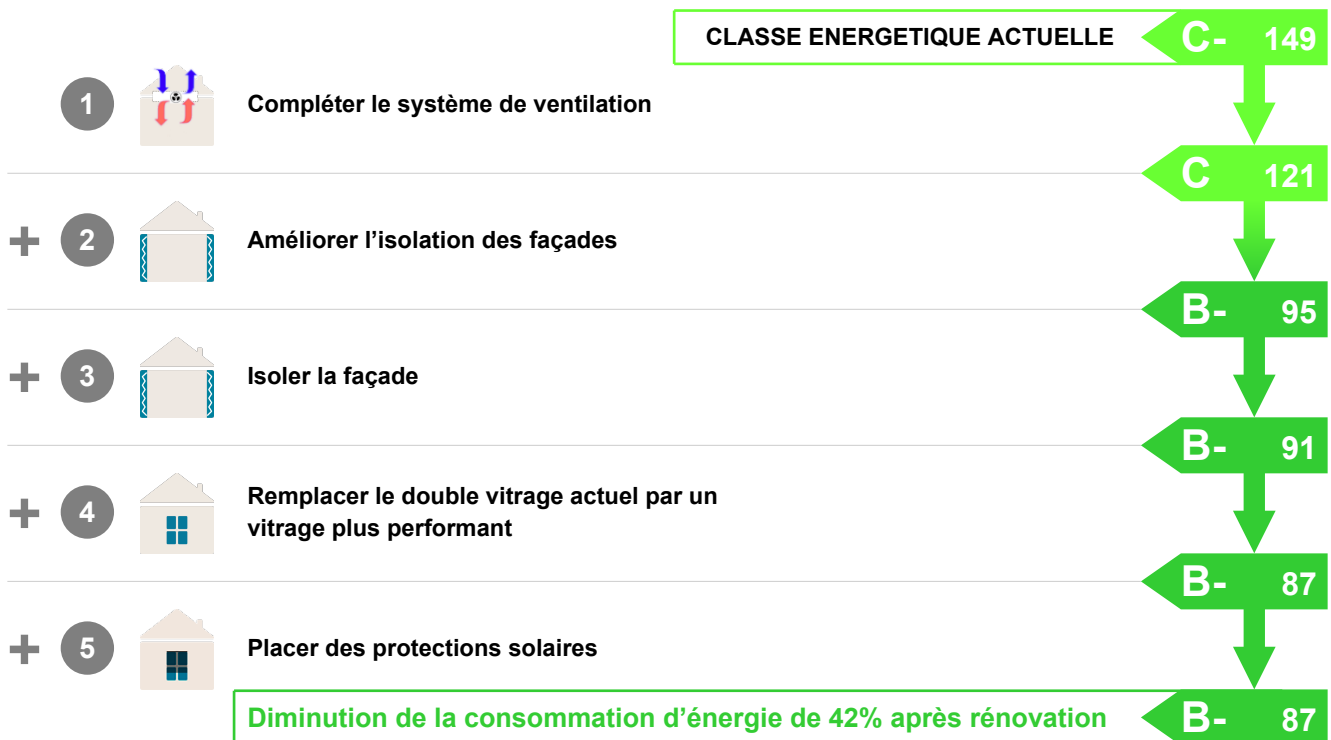 CLASSE ENERGETIQUE ACTUELLE C- 149
1 Compléter le système de ventilation
C 121
+ 2 Améliorer l’isolation des façades
B- 95
+ 3 Isoler la façade
B- 91
+ 4 Remplacer le double vitrage actuel par un
vitrage plus performant
B- 87
+ 5 Placer des protections solaires
Diminution de la consommation d’énergie de 42% après rénovation B- 87